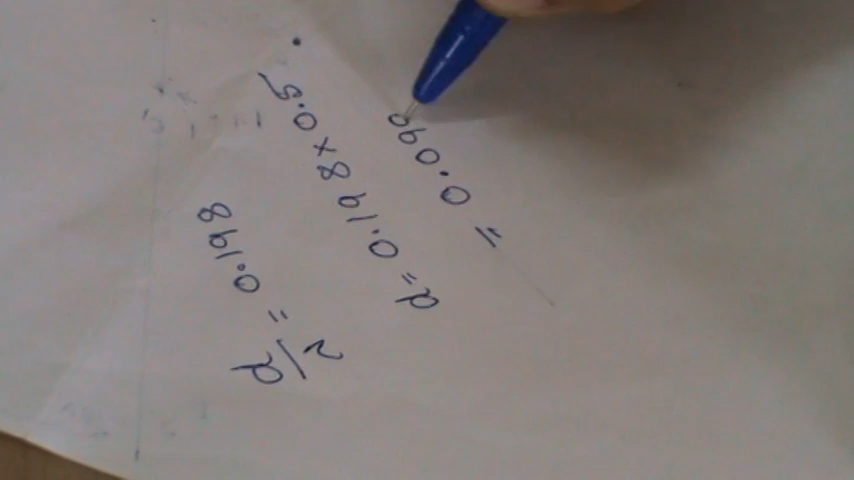 d/2 = 0.198
d = 0.198 × 0.5
= 0.090